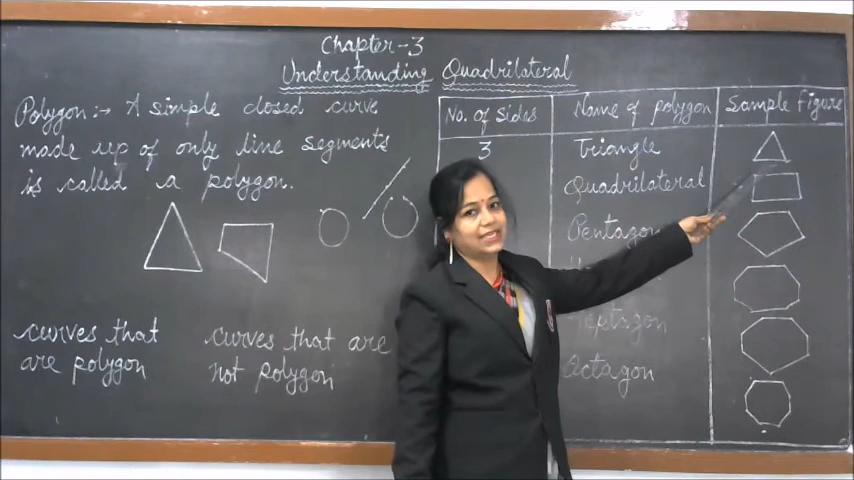 Chapter-3
Understanding Quadrilateral
Polygon :→ A simple closed curve
made up of only line segments
is called a polygon.
curves that
are polygon.
curves that are
not polygon.
No. of sides Name of polygon Sample Figure
3 Triangle
Quadrilateral
Pentagon
Heptagon
Octagon